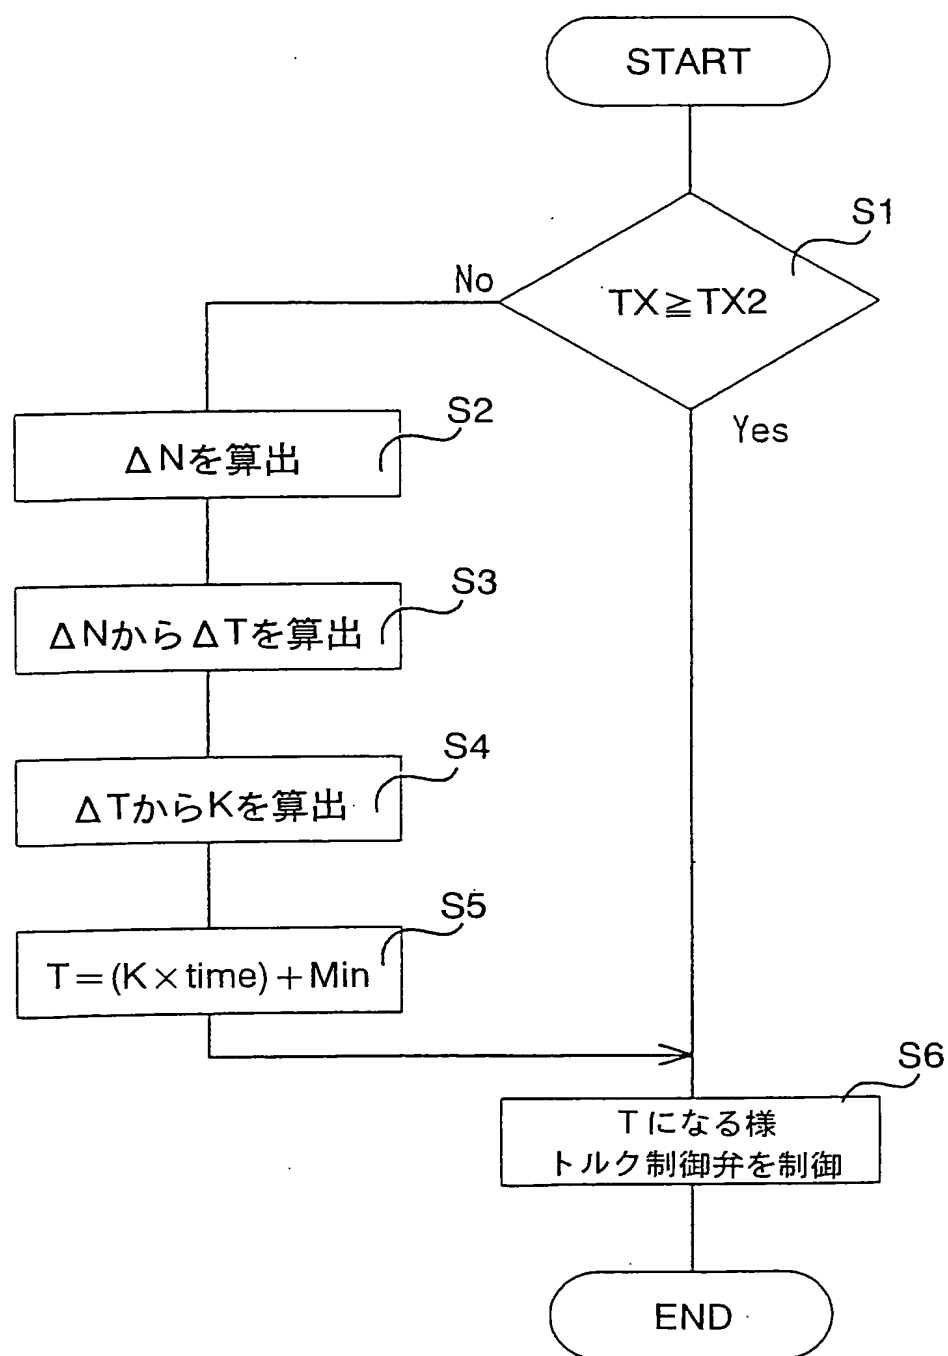 START
S1
No
TX≧TX2
Yes
S2
ΔNを算出
S3
ΔNからΔTを算出
S4
ΔTからKを算出
S5
T=(K×time)+Min
S6
Tになる様
トルク制御弁を制御
END